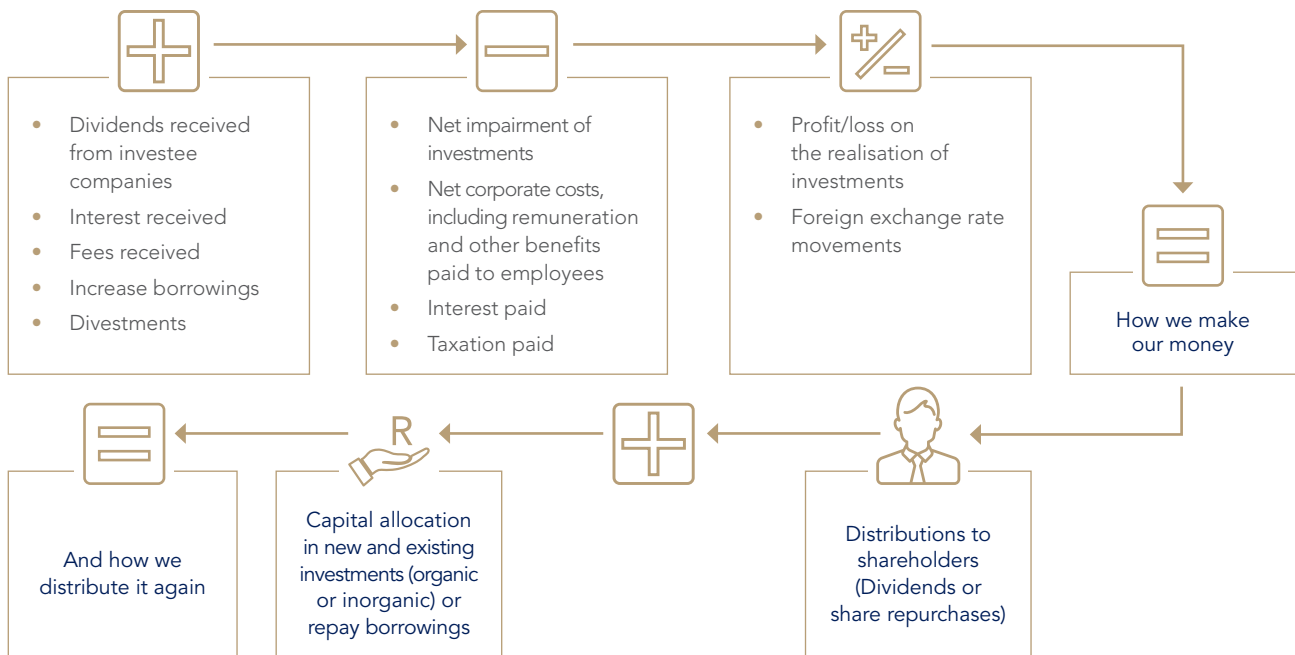 • Dividends received
from investee
companies
• Interest received
• Fees received
• Increase borrowings
• Divestments
• Net impairment of
investments
• Net corporate costs,
including remuneration
and other benefits
paid to employees
• Interest paid
• Taxation paid
• Profit/loss on
the realisation of
investments
• Foreign exchange rate
movements
How we make
our money
Distributions to
shareholders
(Dividends or
share repurchases)
R
Capital allocation
in new and existing
investments (organic
or inorganic) or
repay borrowings
And how we
distribute it again